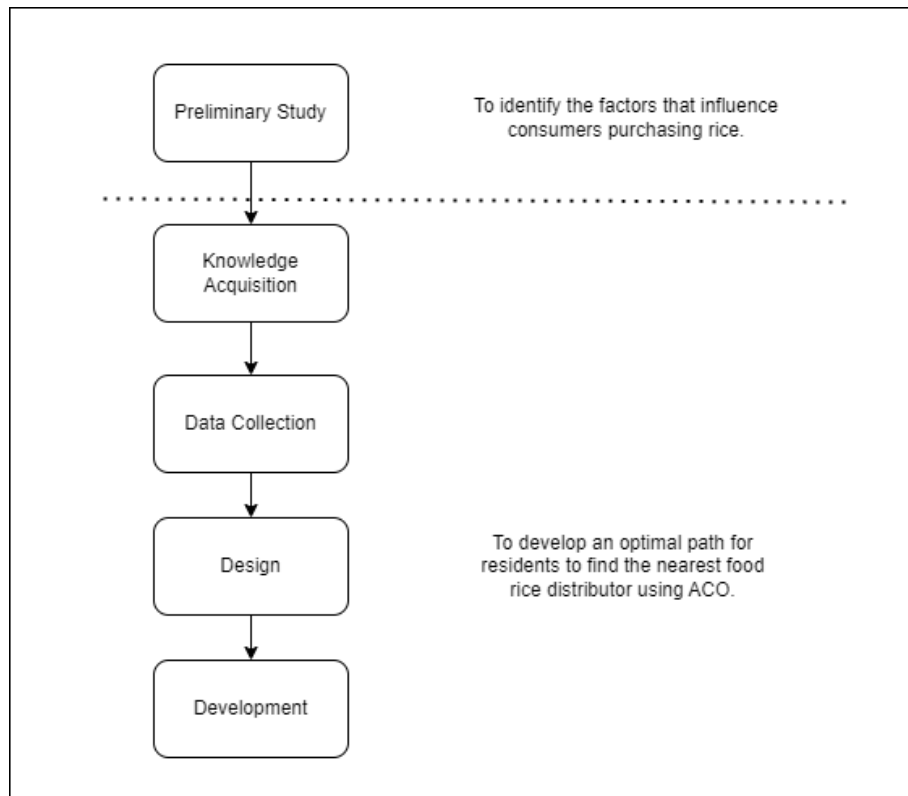 Preliminary Study
To identify the factors that influence
consumers purchasing rice.
Knowledge
Acquisition
Data Collection
Design
To develop an optimal path for
residents to find the nearest food
rice distributor using ACO.
Development